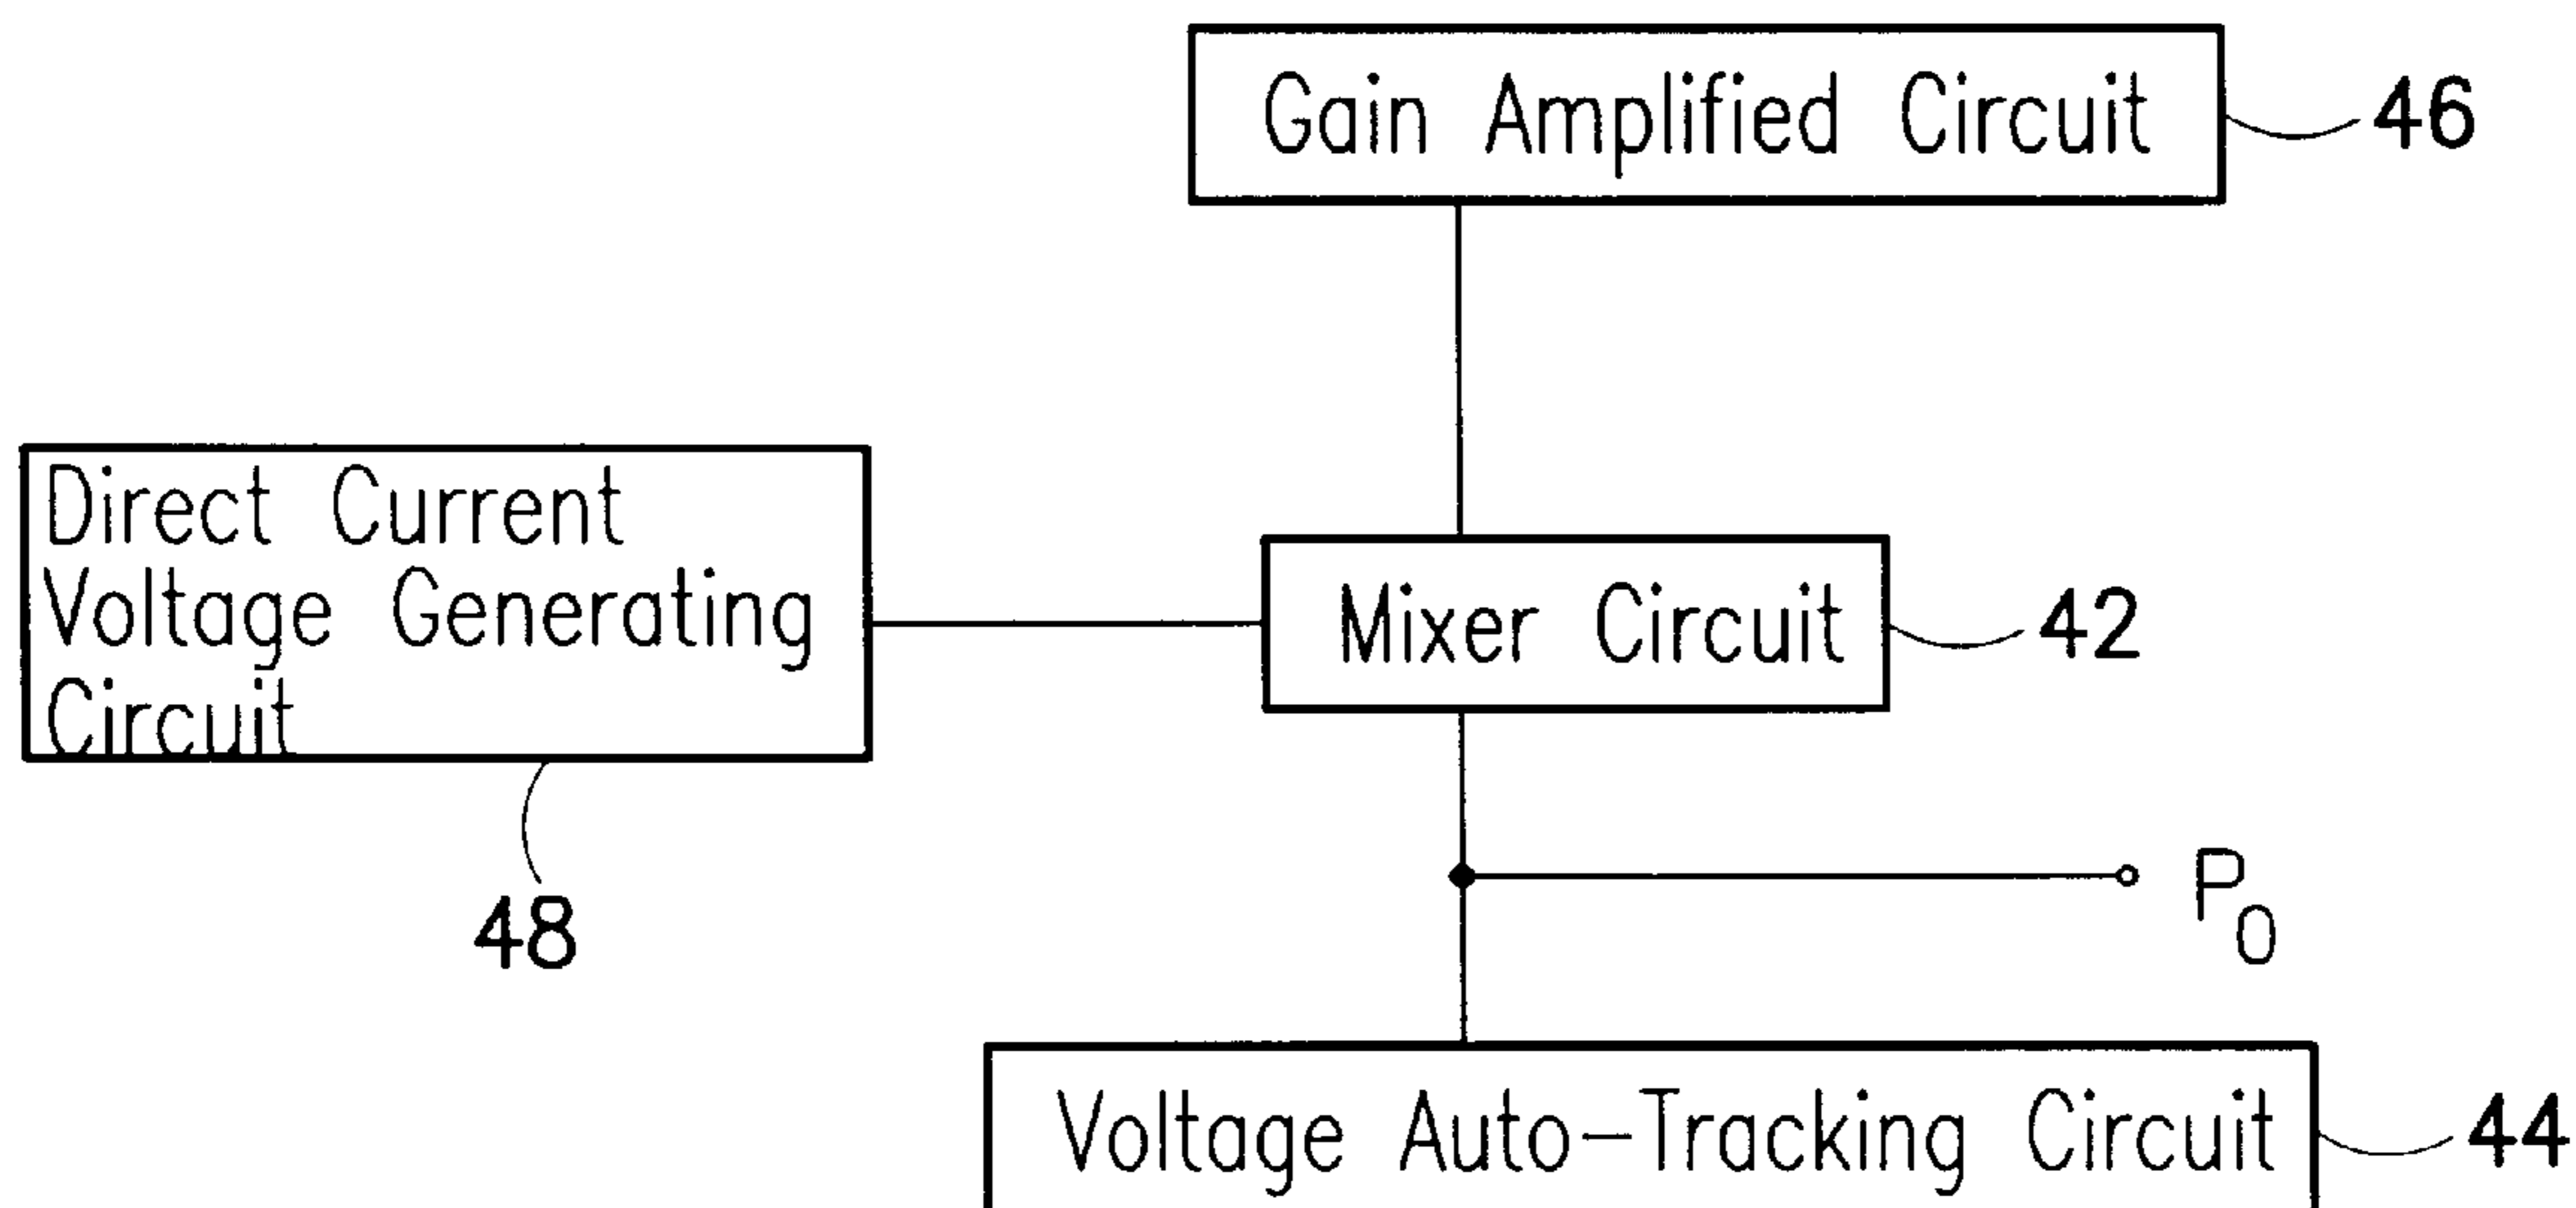 Gain Amplified Circuit
46
Direct Current
Voltage Generating
Circuit
Mixer Circuit
42
48
P0
Voltage Auto-Tracking Circuit
44